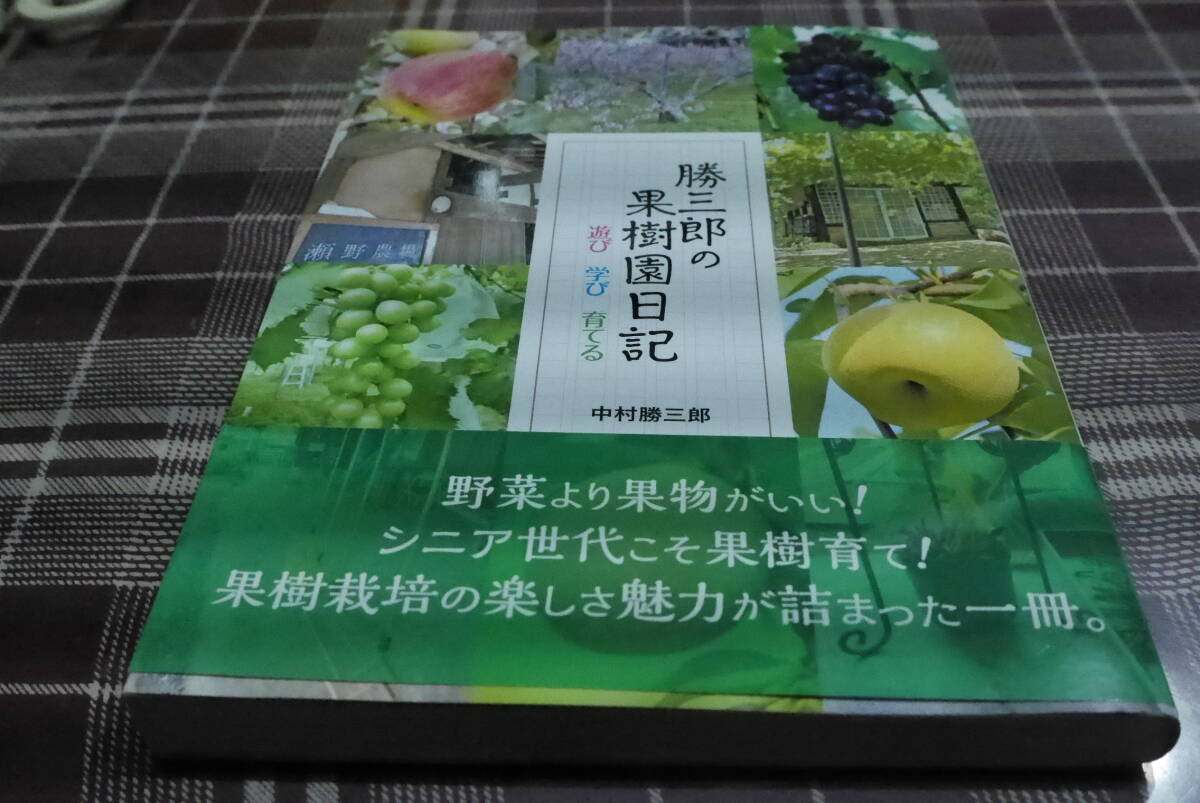 勝三郎の
果樹園日記
遊び 学び 育てる
中村勝三郎
瀬野農機
野菜より果物がいい!
シニア世代こそ果樹育て!
果樹栽培の楽しさ魅力が詰まった一冊。